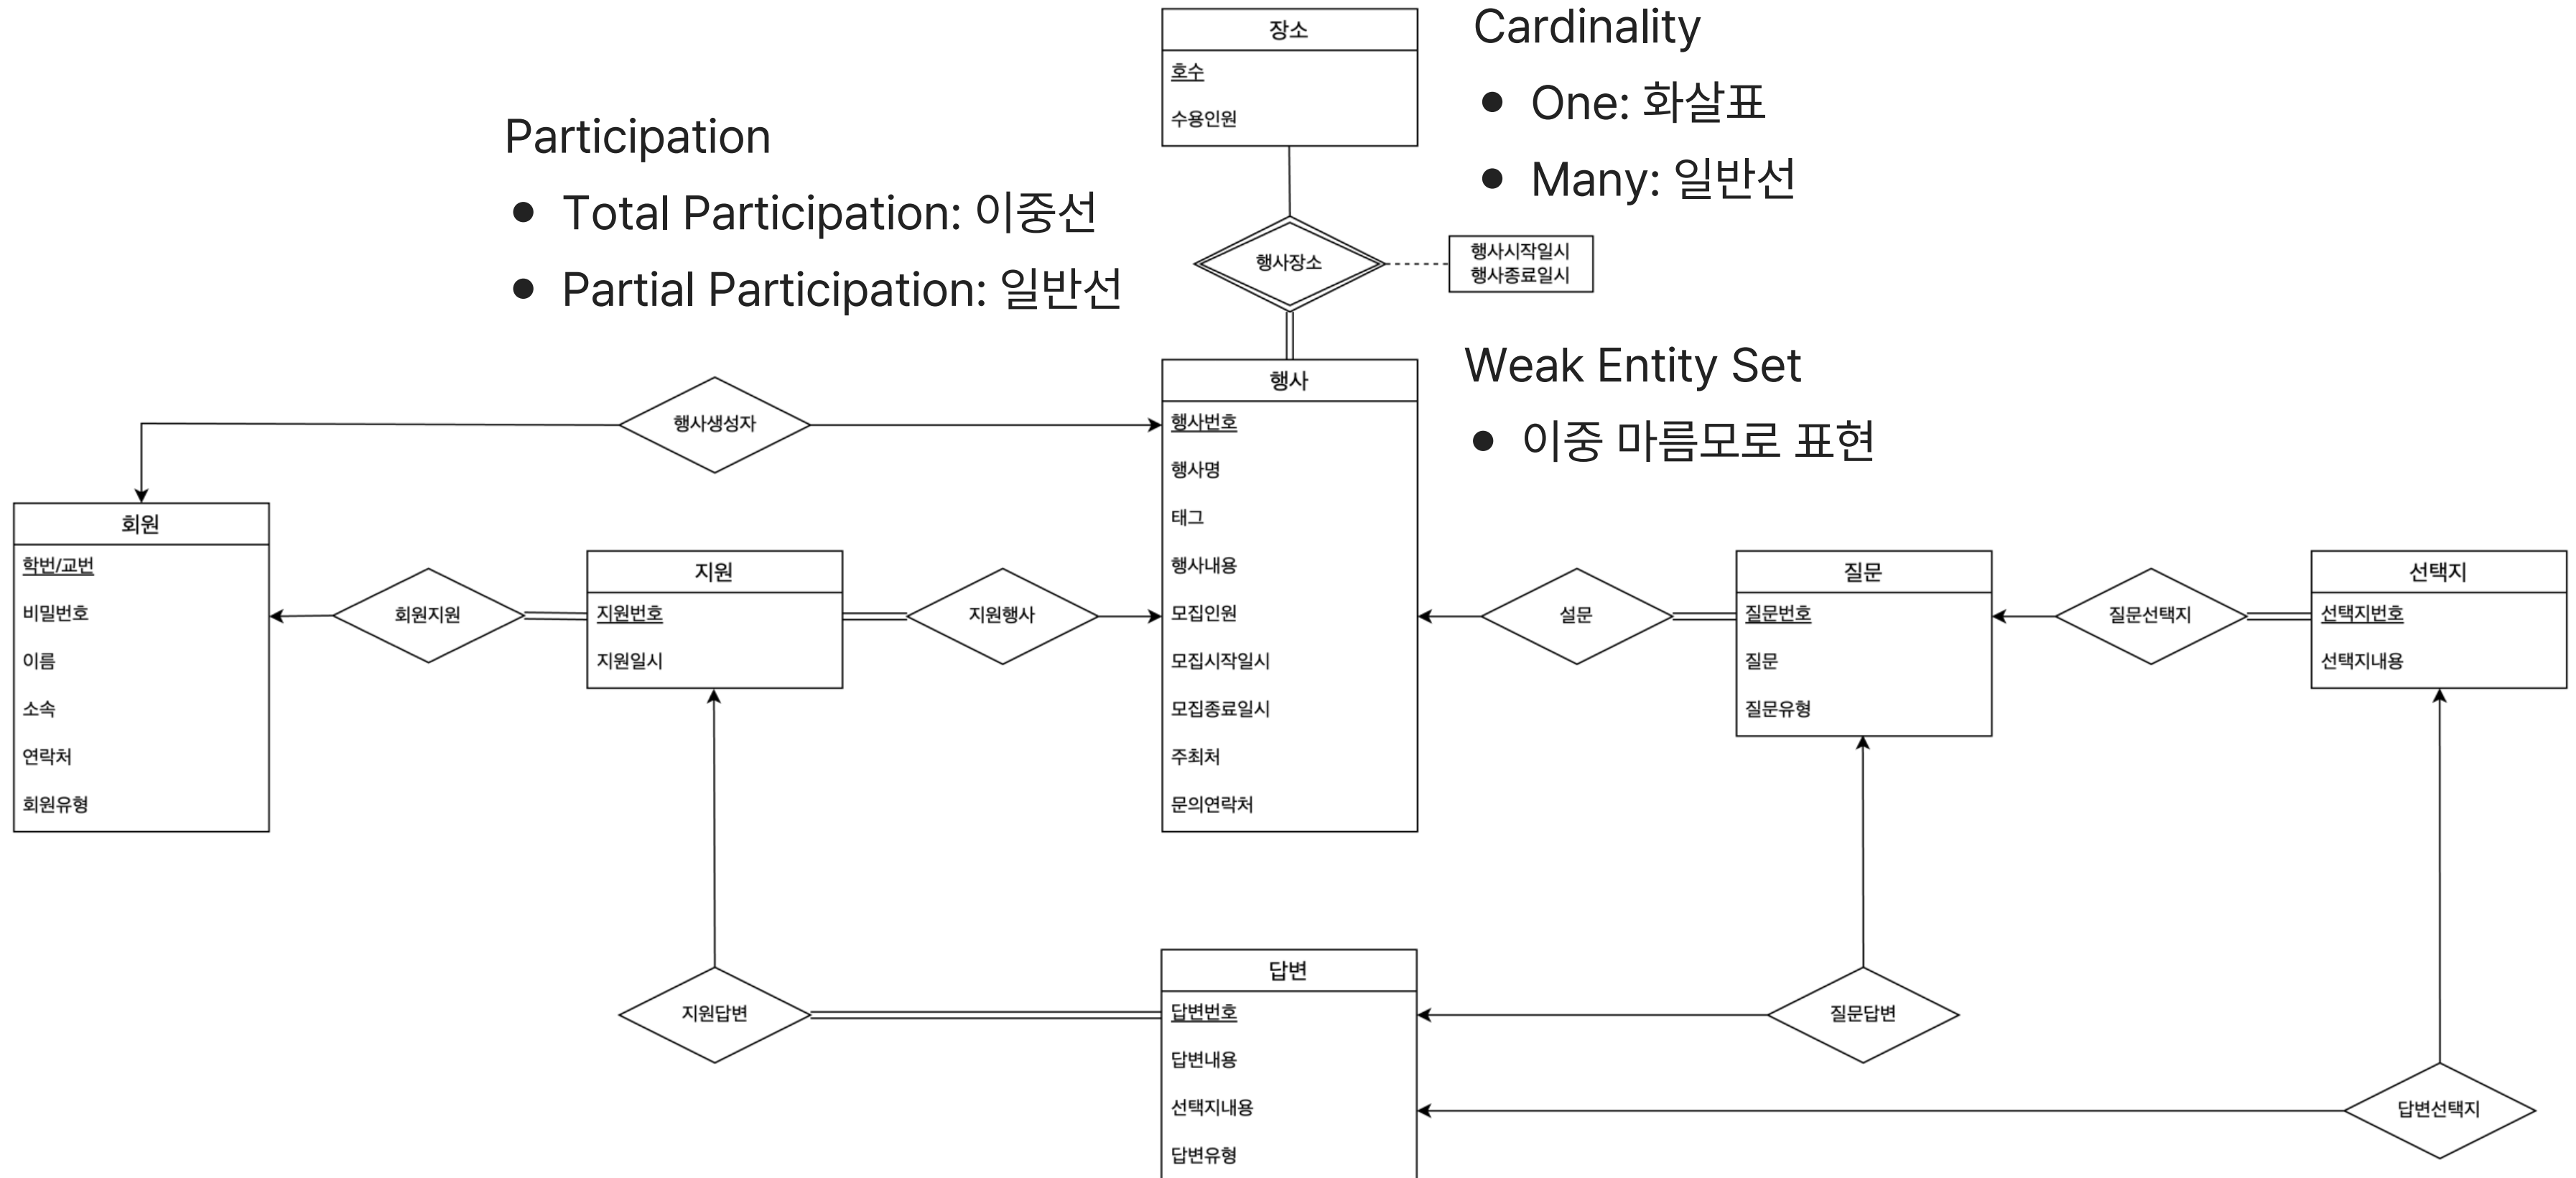 장소
호수
수용인원
Cardinality
● One: 화살표
● Many: 일반선
Participation
● Total Participation: 이중선
● Partial Participation: 일반선
행사장소
행사시작일시
행사종료일시
Weak Entity Set
● 이중 마름모로 표현
행사생성자
행사
행사번호
행사명
태그
행사내용
모집인원
모집시작일시
모집종료일시
주최처
문의연락처
회원
학번/교번
비밀번호
이름
소속
연락처
회원유형
회원지원
지원
지원번호
지원일시
지원행사
설문
질문
질문번호
질문
질문유형
질문선택지
선택지
선택지번호
선택지내용
지원답변
답변
답변번호
답변내용
선택지내용
답변유형
질문답변
답변선택지